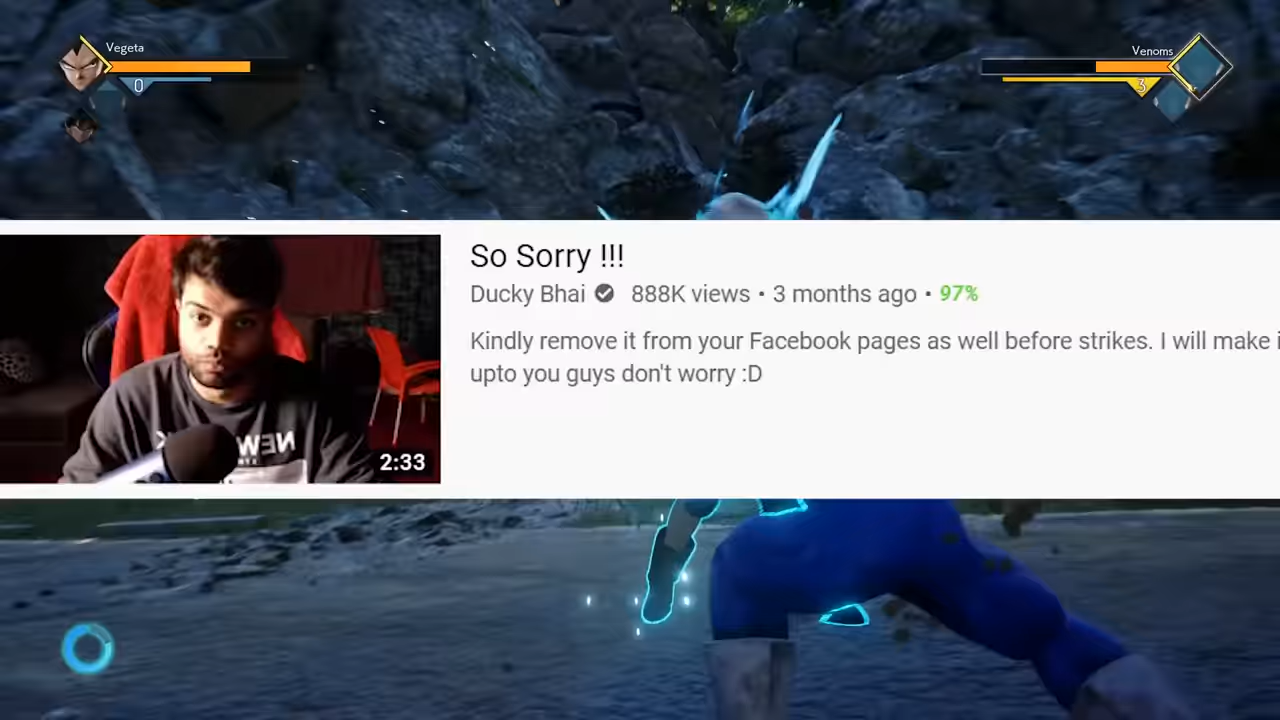 Vegeta
0
Venoms
3
So Sorry !!!
Ducky Bhai 888K views • 3 months ago • 97%
Kindly remove it from your Facebook pages as well before strikes. I will make i
upto you guys don't worry :D
NEW
2:33